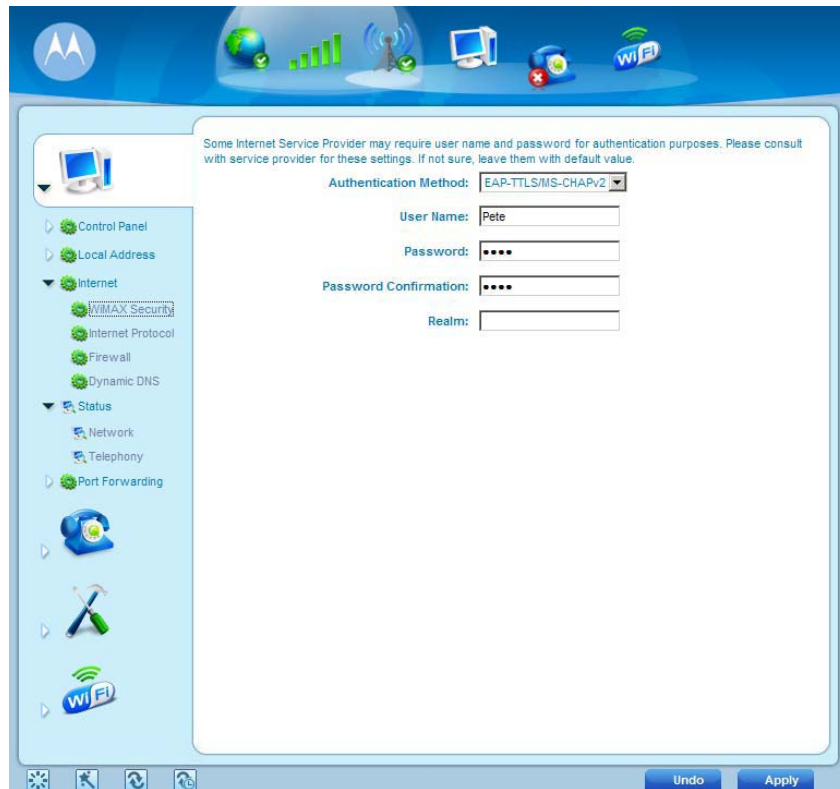 WiFi
Some Internet Service Provider may require user name and password for authentication purposes. Please consult
with service provider for these settings. If not sure, leave them with default value.
Authentication Method: EAP-TTLS/MS-CHAPv2
User Name: Pete
Password: ••••
Password Confirmation: ••••
Realm:
Control Panel
Local Address
Internet
WiMAX Security
Internet Protocol
Firewall
Dynamic DNS
Status
Network
Telephony
Port Forwarding
WiFi
Undo Apply